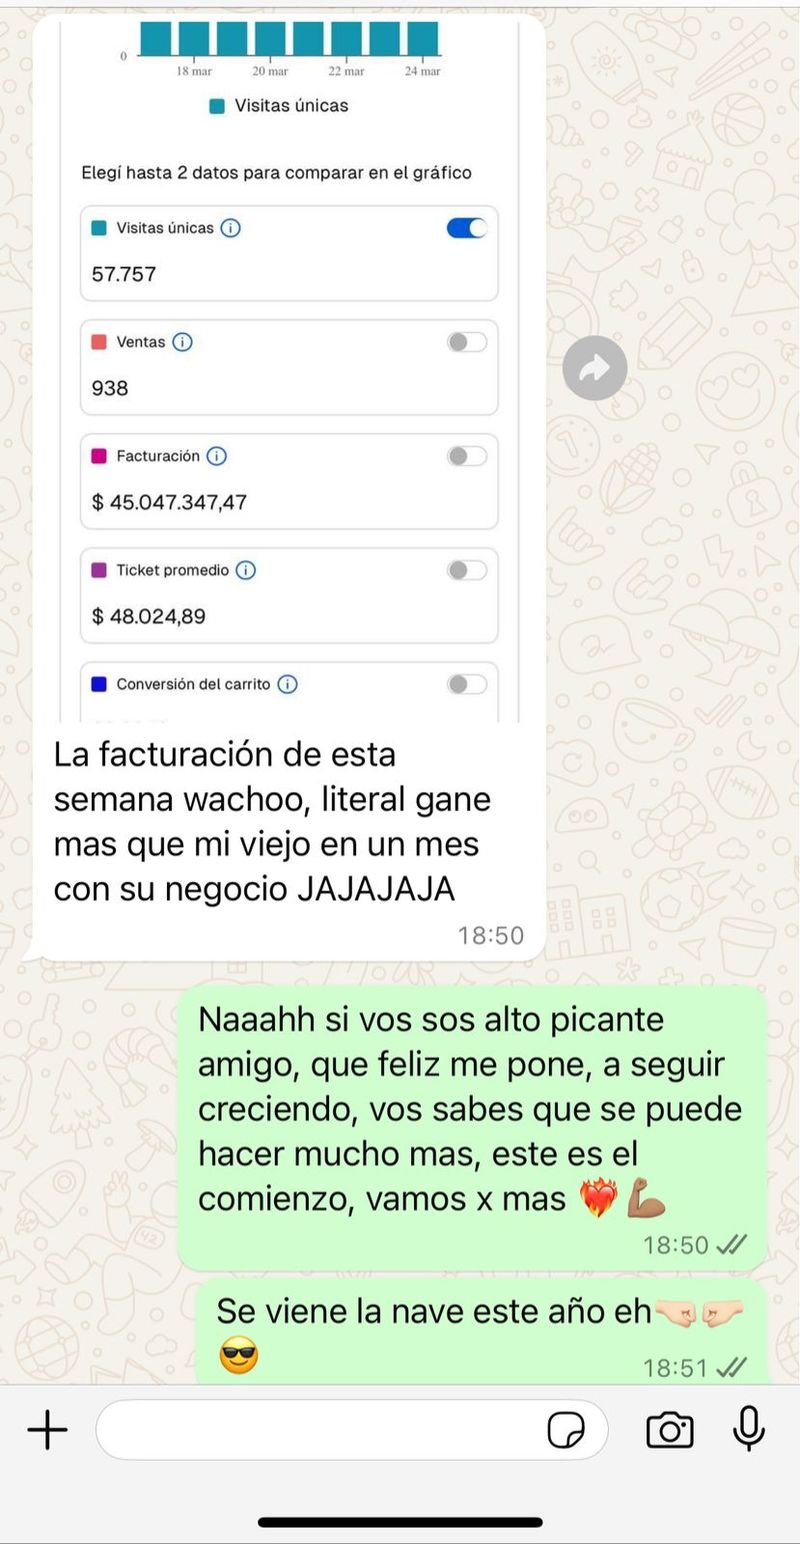 0
18 mar 20 mar 22 mar 24 mar
Visitas únicas
Elegí hasta 2 datos para comparar en el gráfico
Visitas únicas
57.757
Ventas
938
Facturación
$ 45.047.347,47
Ticket promedio
$ 48.024,89
Conversión del carrito
La facturación de esta
semana wachoo, literal gane
mas que mi viejo en un mes
con su negocio JAJAJAJA
18:50
Naaahh si vos sos alto picante
amigo, que feliz me pone, a seguir
creciendo, vos sabes que se puede
hacer mucho mas, este es el
comienzo, vamos x mas ❤️‍🔥💪🏽
18:50
Se viene la nave este año eh🤜🏻🤛🏻
😎
18:51